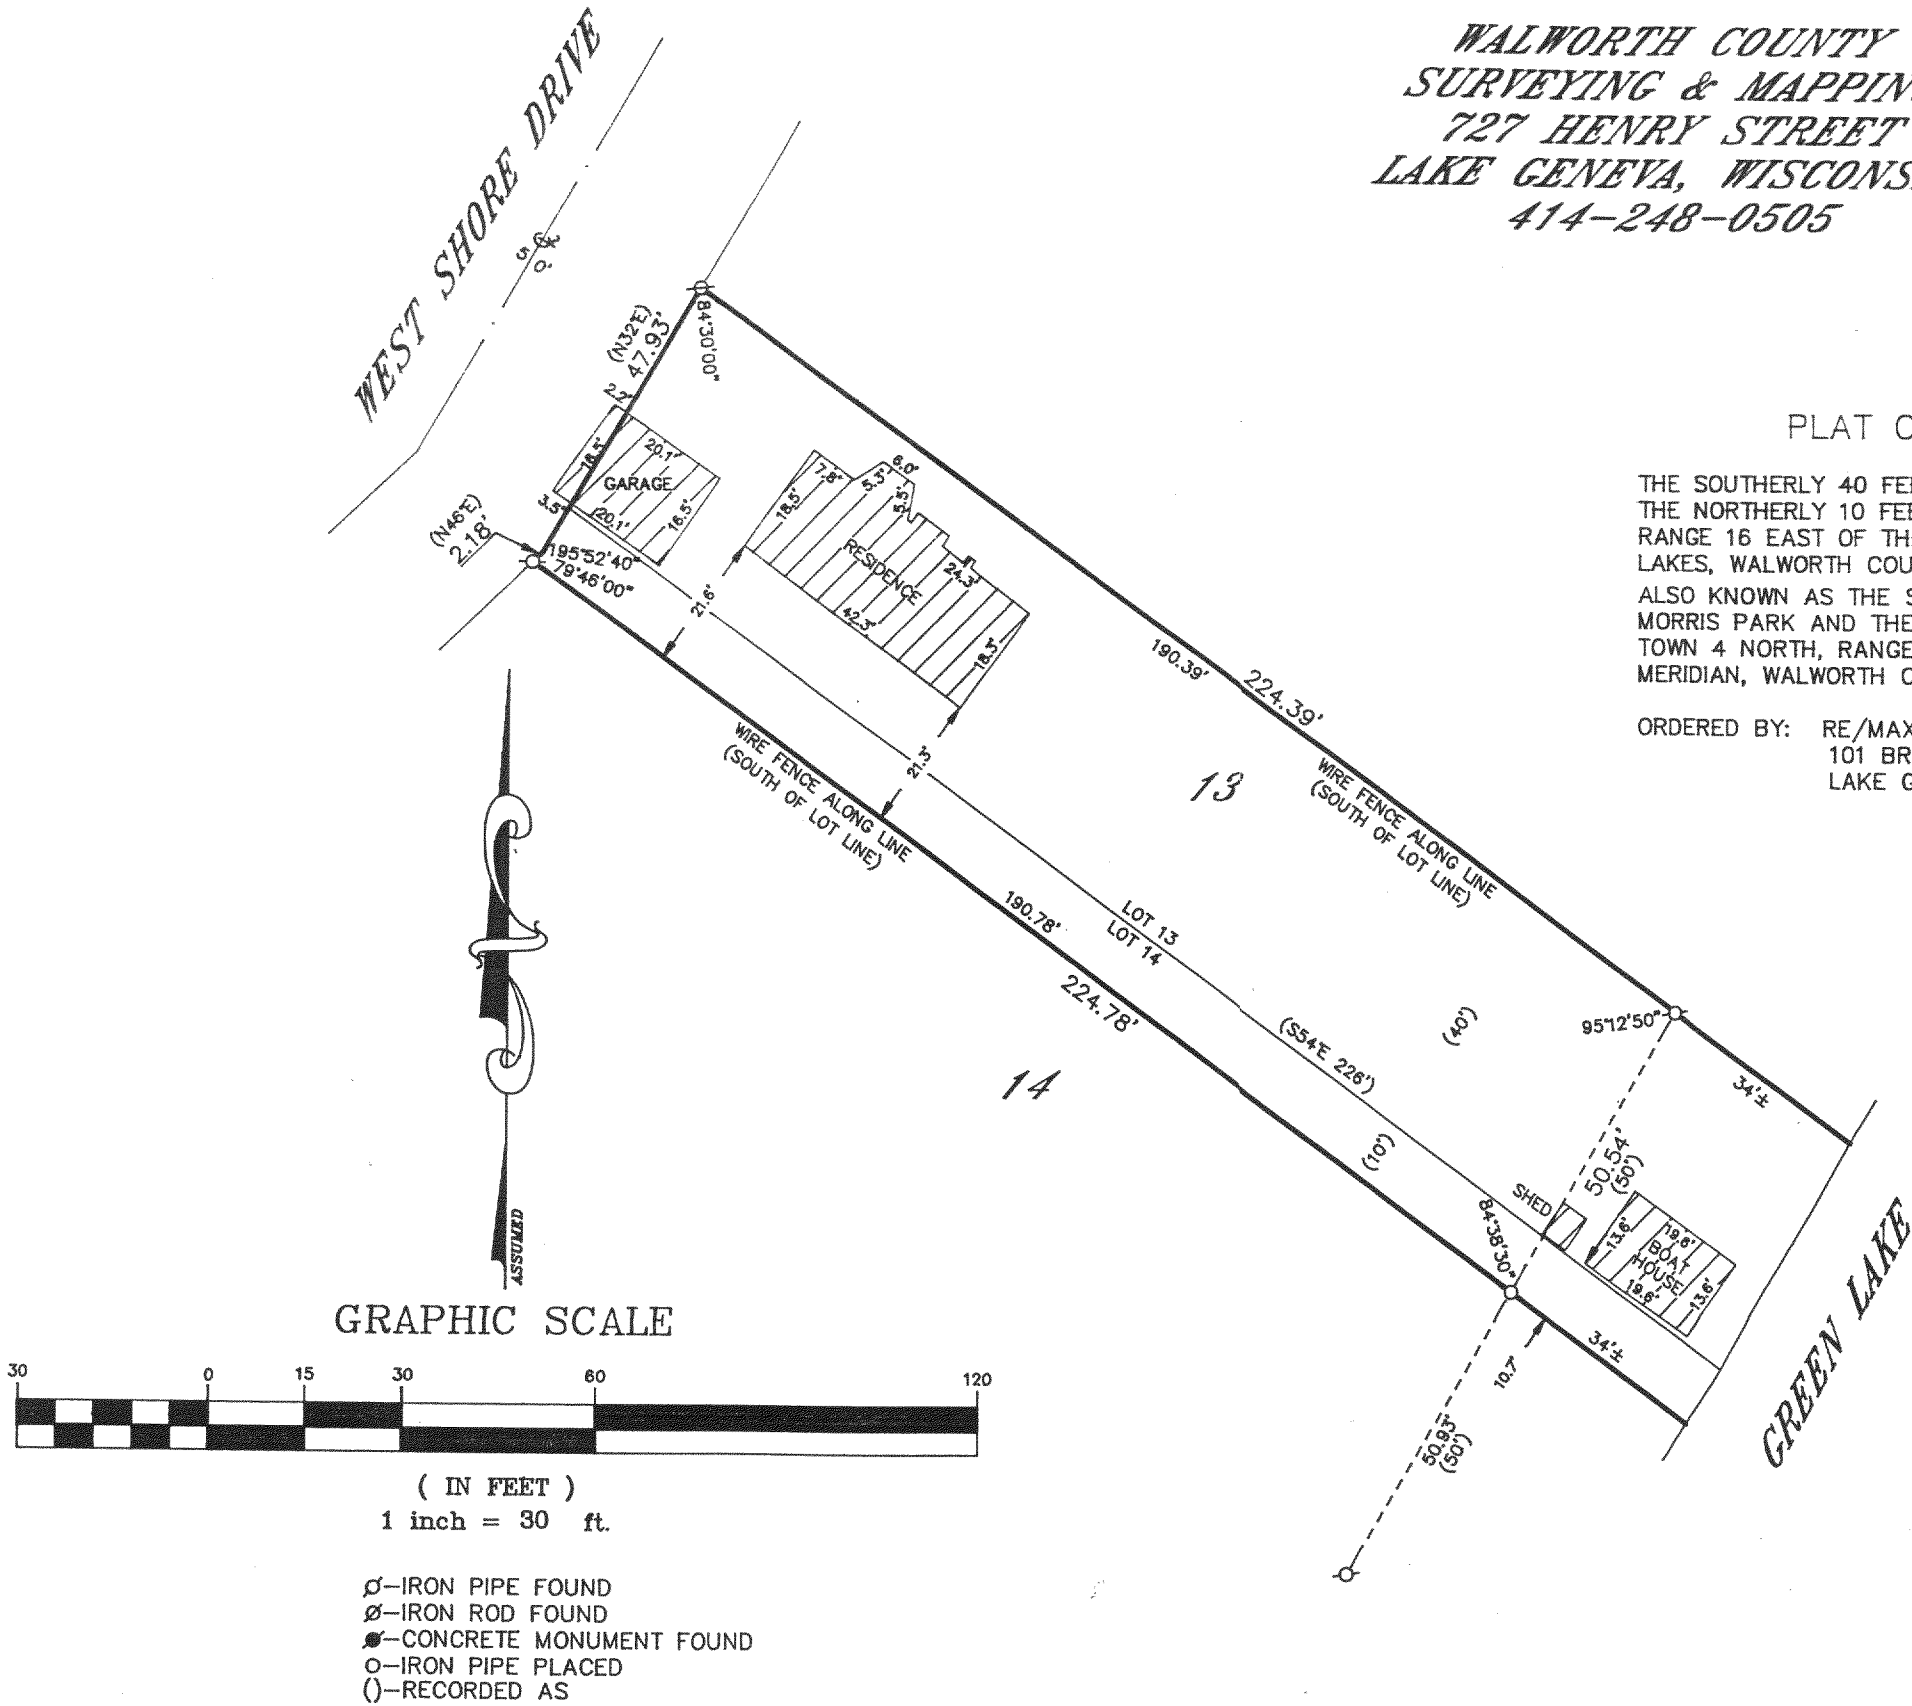 WALWORTH COUNTY
SURVEYING & MAPPIN
727 HENRY STREET
LAKE GENEVA, WISCONS
414-248-0505
WEST SHORE DRIVE
50'
(N32°E)
47.93'
84°30'00"
2.2'
16.5'
20.1'
GARAGE
20.1'
16.5'
3.5'
(N46°E)
2.18'
195°52'40"
79°46'00"
7.8'
18.5'
5.3'
6.0'
5.5'
RESIDENCE
24.3'
42.3'
18.3'
21.6'
21.3'
190.39'
224.39'
PLAT O
THE SOUTHERLY 40 FEE
THE NORTHERLY 10 FEE
RANGE 16 EAST OF TH
LAKES, WALWORTH COU
ALSO KNOWN AS THE S
MORRIS PARK AND THE
TOWN 4 NORTH, RANGE
MERIDIAN, WALWORTH C
ORDERED BY: RE/MAX
101 BR
LAKE G
WIRE FENCE ALONG LINE
(SOUTH OF LOT LINE)
13
WIRE FENCE ALONG LINE
(SOUTH OF LOT LINE)
190.78'
224.78'
LOT 13
LOT 14
14
(S54°E 226')
(40')
(10')
95°12'50"
34'±
50.54'
(50')
SHED
84°38'30"
13.6'
19.6'
BOAT
HOUSE
19.6'
13.6'
34'±
10.7'
50.93'
(50')
GREEN LAKE
ASSUMED
GRAPHIC SCALE
30 0 15 30 60 120
( IN FEET )
1 inch = 30 ft.
-IRON PIPE FOUND
-IRON ROD FOUND
-CONCRETE MONUMENT FOUND
-IRON PIPE PLACED
()-RECORDED AS